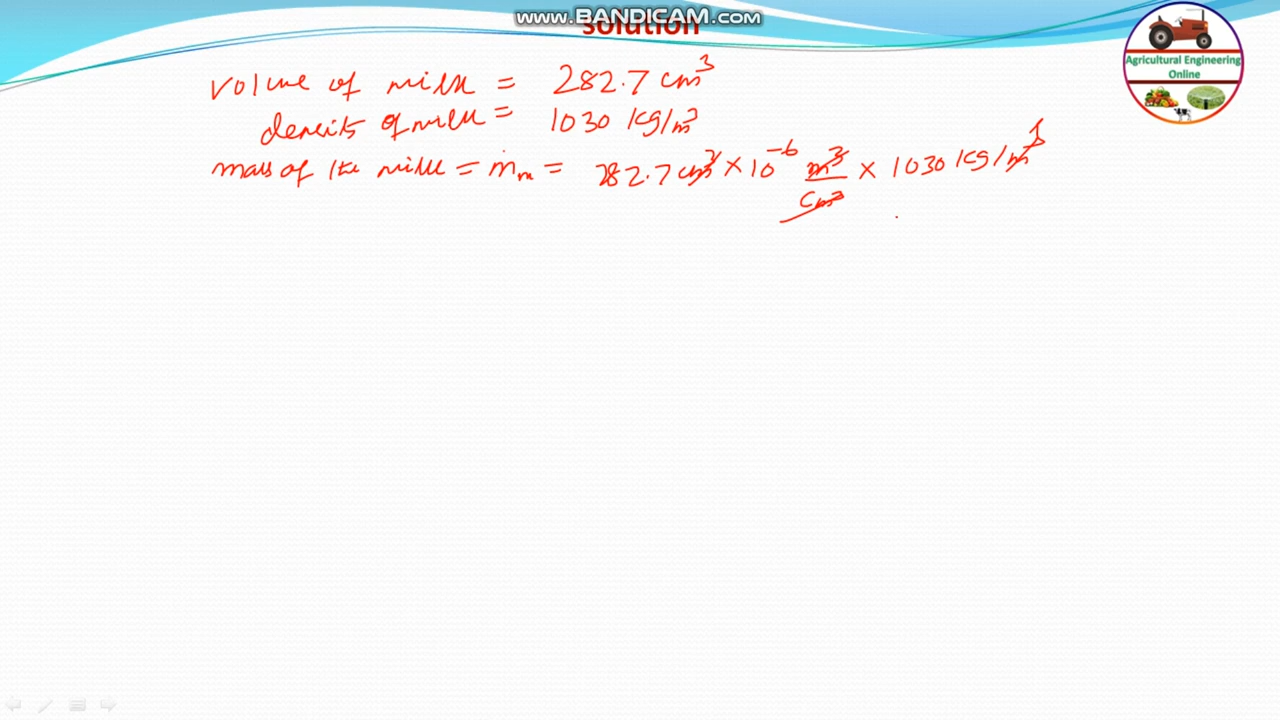 www.BANDICAM.com
solution
Agricultural Engineering
Online
volume of milk = 282.7 cm³
density of milk = 1030 kg/m³
mass of the milk = ṁₘ = 282.7 cm³ × 10⁻⁶ m³/cm³ × 1030 kg/m³